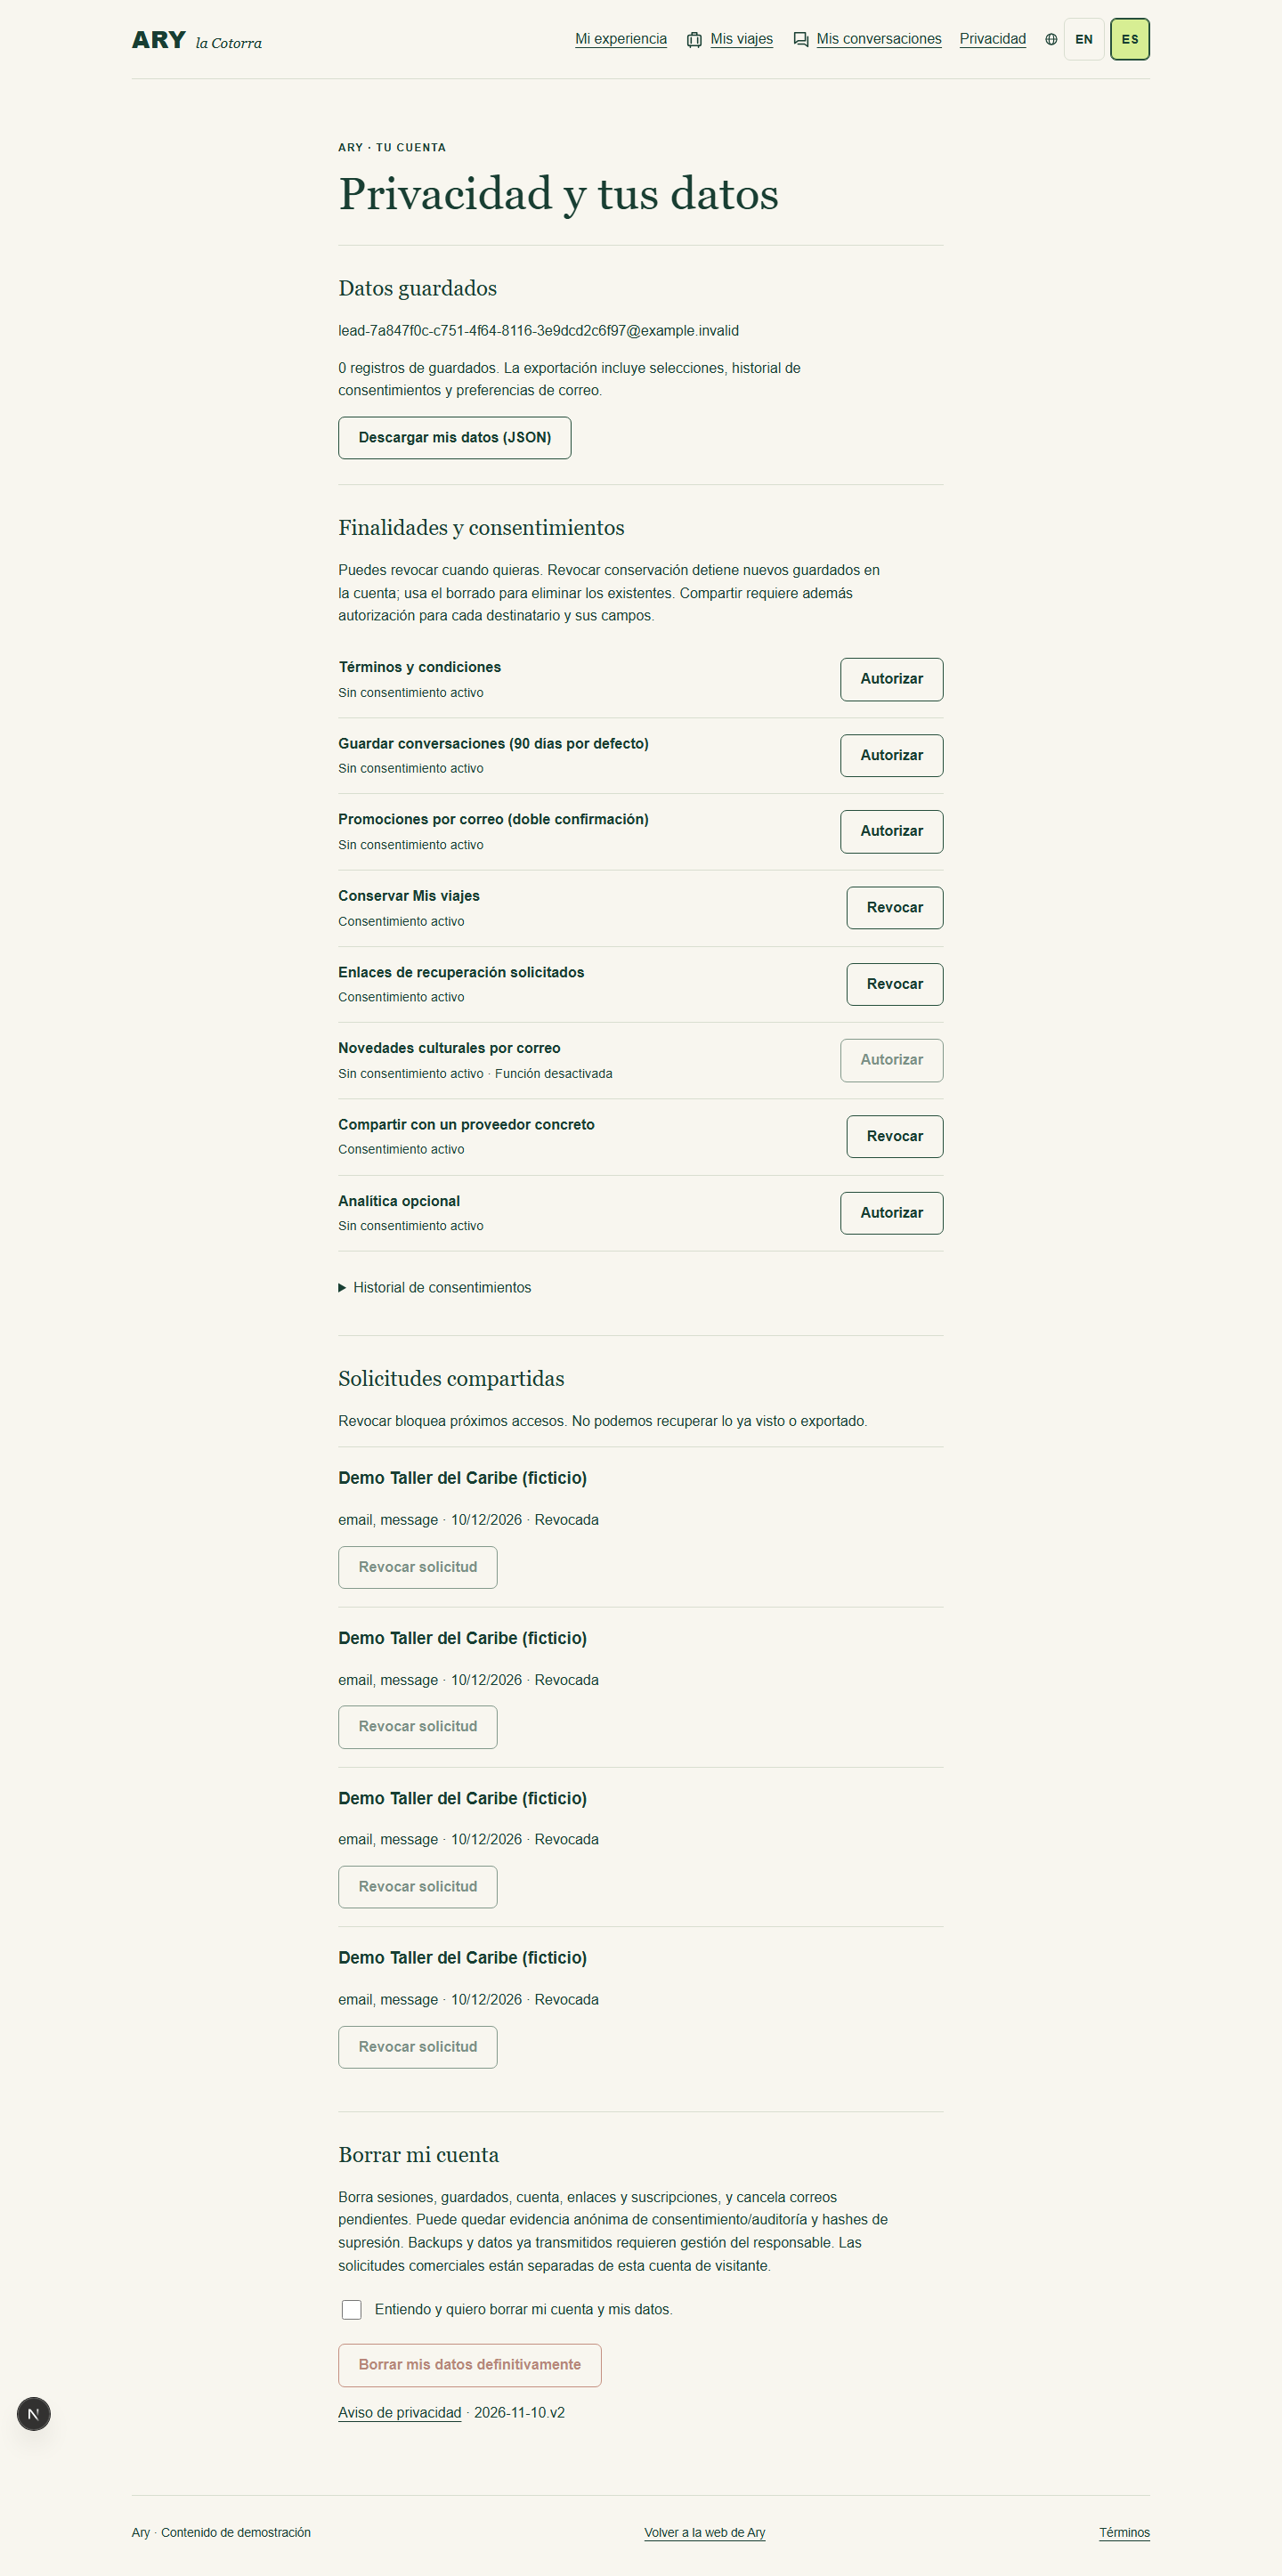 ARY la Cotorra
Mi experiencia Mis viajes Mis conversaciones Privacidad EN ES
ARY · TU CUENTA
Privacidad y tus datos
Datos guardados
lead-7a847f0c-c751-4f64-8116-3e9dcd2c6f97@example.invalid
0 registros de guardados. La exportación incluye selecciones, historial de
consentimientos y preferencias de correo.
Descargar mis datos (JSON)
Finalidades y consentimientos
Puedes revocar cuando quieras. Revocar conservación detiene nuevos guardados en
la cuenta; usa el borrado para eliminar los existentes. Compartir requiere además
autorización para cada destinatario y sus campos.
Términos y condiciones
Sin consentimiento activo
Autorizar
Guardar conversaciones (90 días por defecto)
Sin consentimiento activo
Autorizar
Promociones por correo (doble confirmación)
Sin consentimiento activo
Autorizar
Conservar Mis viajes
Consentimiento activo
Revocar
Enlaces de recuperación solicitados
Consentimiento activo
Revocar
Novedades culturales por correo
Sin consentimiento activo · Función desactivada
Autorizar
Compartir con un proveedor concreto
Consentimiento activo
Revocar
Analítica opcional
Sin consentimiento activo
Autorizar
Historial de consentimientos
Solicitudes compartidas
Revocar bloquea próximos accesos. No podemos recuperar lo ya visto o exportado.
Demo Taller del Caribe (ficticio)
email, message · 10/12/2026 · Revocada
Revocar solicitud
Demo Taller del Caribe (ficticio)
email, message · 10/12/2026 · Revocada
Revocar solicitud
Demo Taller del Caribe (ficticio)
email, message · 10/12/2026 · Revocada
Revocar solicitud
Demo Taller del Caribe (ficticio)
email, message · 10/12/2026 · Revocada
Revocar solicitud
Borrar mi cuenta
Borra sesiones, guardados, cuenta, enlaces y suscripciones, y cancela correos
pendientes. Puede quedar evidencia anónima de consentimiento/auditoría y hashes de
supresión. Backups y datos ya transmitidos requieren gestión del responsable. Las
solicitudes comerciales están separadas de esta cuenta de visitante.
Entiendo y quiero borrar mi cuenta y mis datos.
Borrar mis datos definitivamente
N
Aviso de privacidad · 2026-11-10.v2
Ary · Contenido de demostración
Volver a la web de Ary
Términos